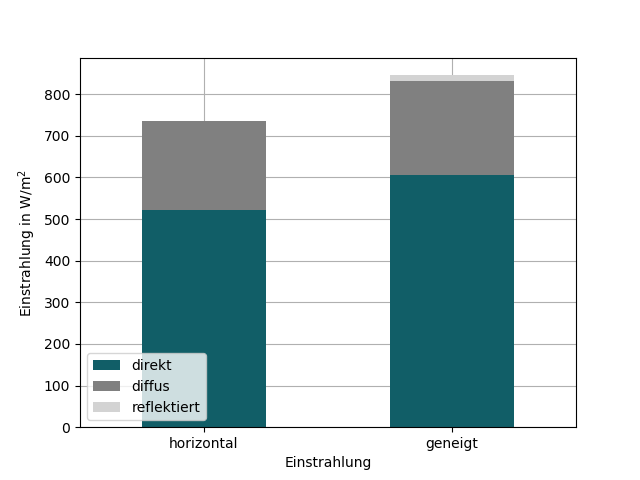 800
700
600
500
400
300
200
100
0
Einstrahlung in W/m²
direkt
diffus
reflektiert
horizontal
geneigt
Einstrahlung